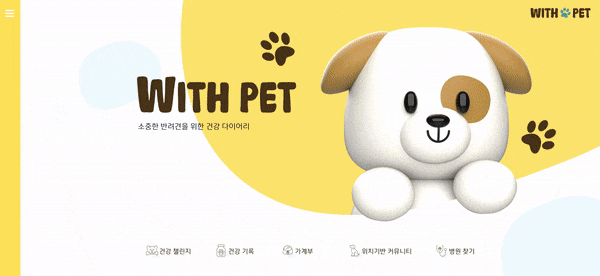 WITH PET
WITH PET
소중한 반려견을 위한 건강 다이어리
건강 챌린지
건강 기록
가계부
위치기반 커뮤니티
병원 찾기